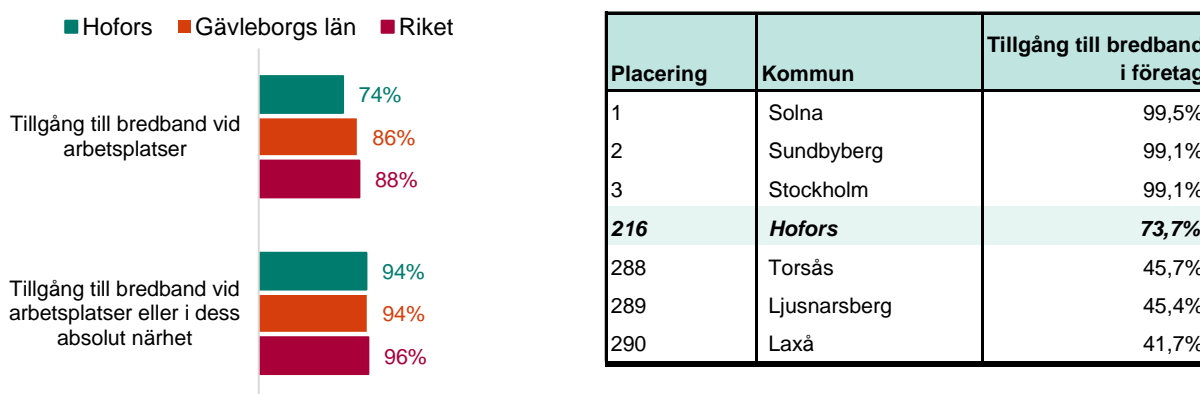 Hofors Gävleborgs län Riket
Tillgång till bredband vid
arbetsplatser
74%
86%
88%
Tillgång till bredband vid
arbetsplatser eller i dess
absolut närhet
94%
94%
96%
Tillgång till bredband
Placering Kommun i företag
1 Solna 99,5%
2 Sundbyberg 99,1%
3 Stockholm 99,1%
216 Hofors 73,7%
288 Torsås 45,7%
289 Ljusnarsberg 45,4%
290 Laxå 41,7%